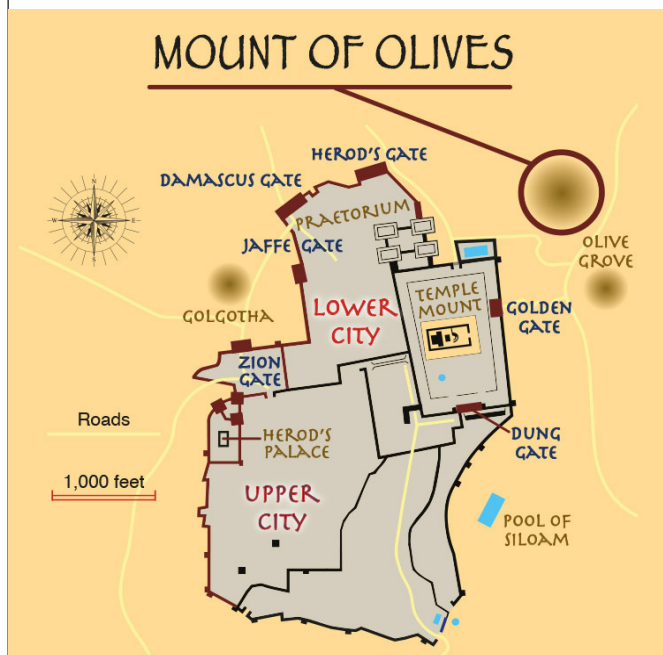 MOUNT OF OLIVES
HEROD'S GATE
DAMASCUS GATE
PRAETORIUM
JAFFE GATE
OLIVE
GROVE
GOLGOTHA
LOWER
CITY
TEMPLE
MOUNT
GOLDEN
GATE
ZION
GATE
Roads
HEROD'S
PALACE
DUNG
GATE
1,000 feet
UPPER
CITY
POOL OF
SILOAM
N
W
E
S